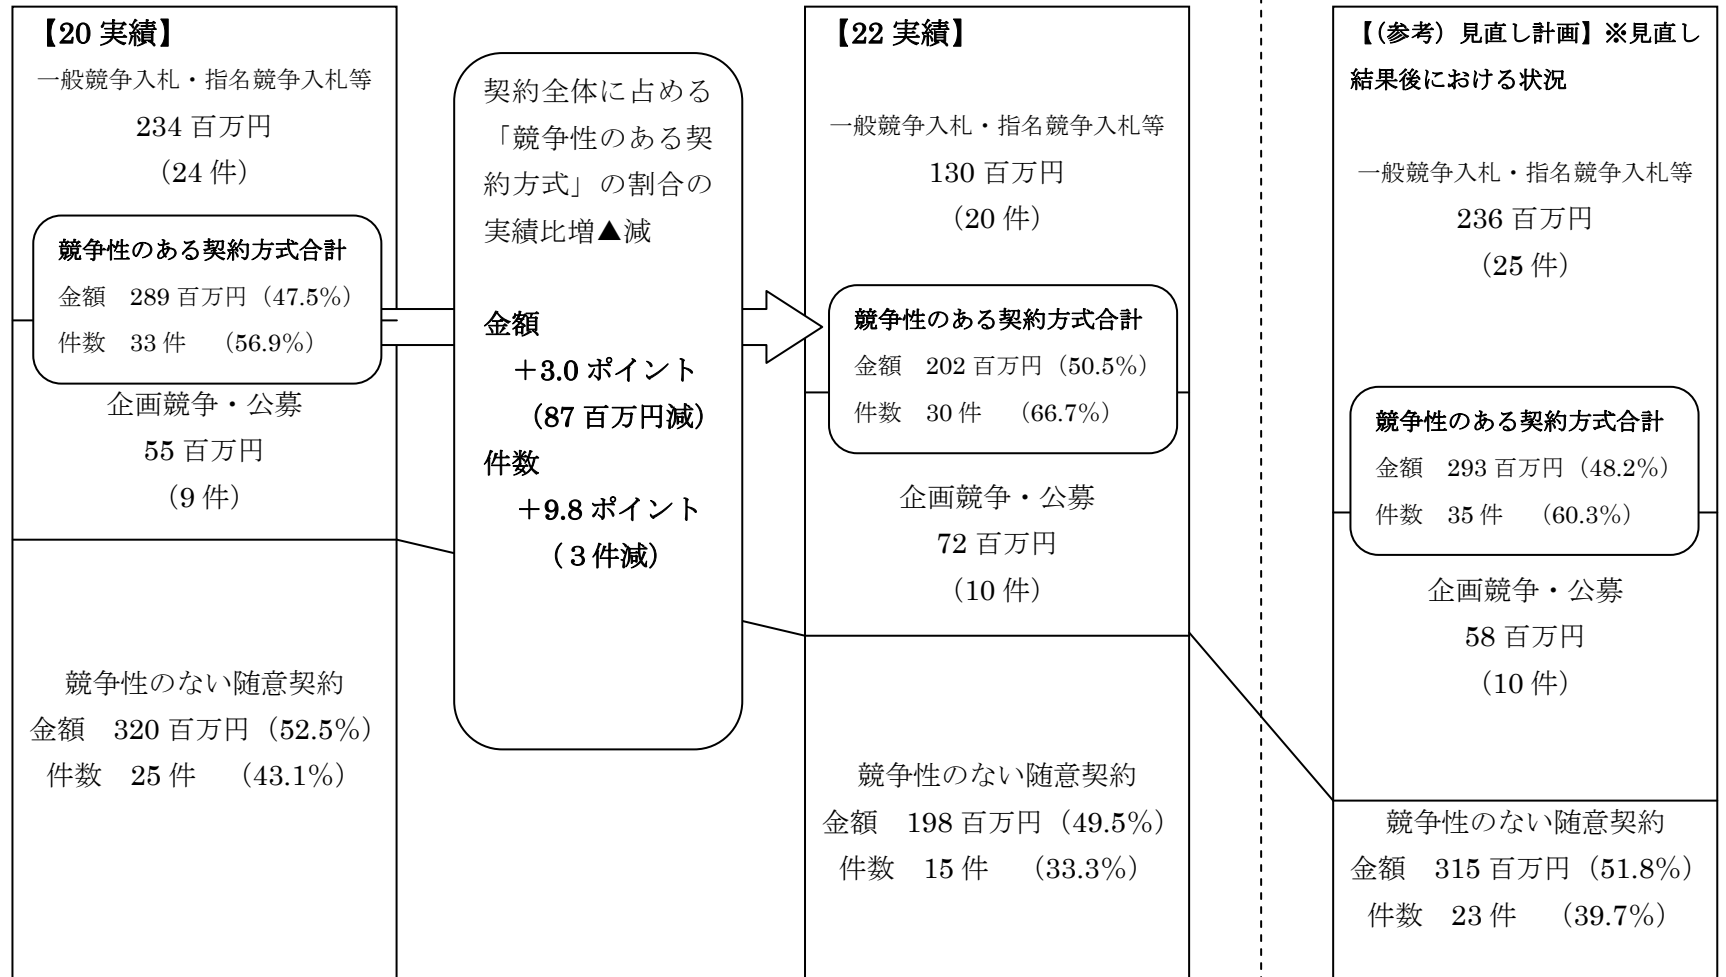 【20 実績】
一般競争入札・指名競争入札等
234 百万円
（24 件）
競争性のある契約方式合計
金額　289 百万円（47.5%）
件数　33 件　（56.9%）
企画競争・公募
55 百万円
（9 件）
競争性のない随意契約
金額　320 百万円（52.5%）
件数　25 件　（43.1%）
契約全体に占める
「競争性のある契
約方式」の割合の
実績比増▲減
金額
＋3.0 ポイント
（87 百万円減）
件数
＋9.8 ポイント
（３件減）
【22 実績】
一般競争入札・指名競争入札等
130 百万円
（20 件）
競争性のある契約方式合計
金額　202 百万円（50.5%）
件数　30 件　（66.7%）
企画競争・公募
72 百万円
（10 件）
競争性のない随意契約
金額　198 百万円（49.5%）
件数　15 件　（33.3%）
【（参考）見直し計画】※見直し
結果後における状況
一般競争入札・指名競争入札等
236 百万円
（25 件）
競争性のある契約方式合計
金額　293 百万円（48.2%）
件数　35 件　（60.3%）
企画競争・公募
58 百万円
（10 件）
競争性のない随意契約
金額　315 百万円（51.8%）
件数　23 件　（39.7%）